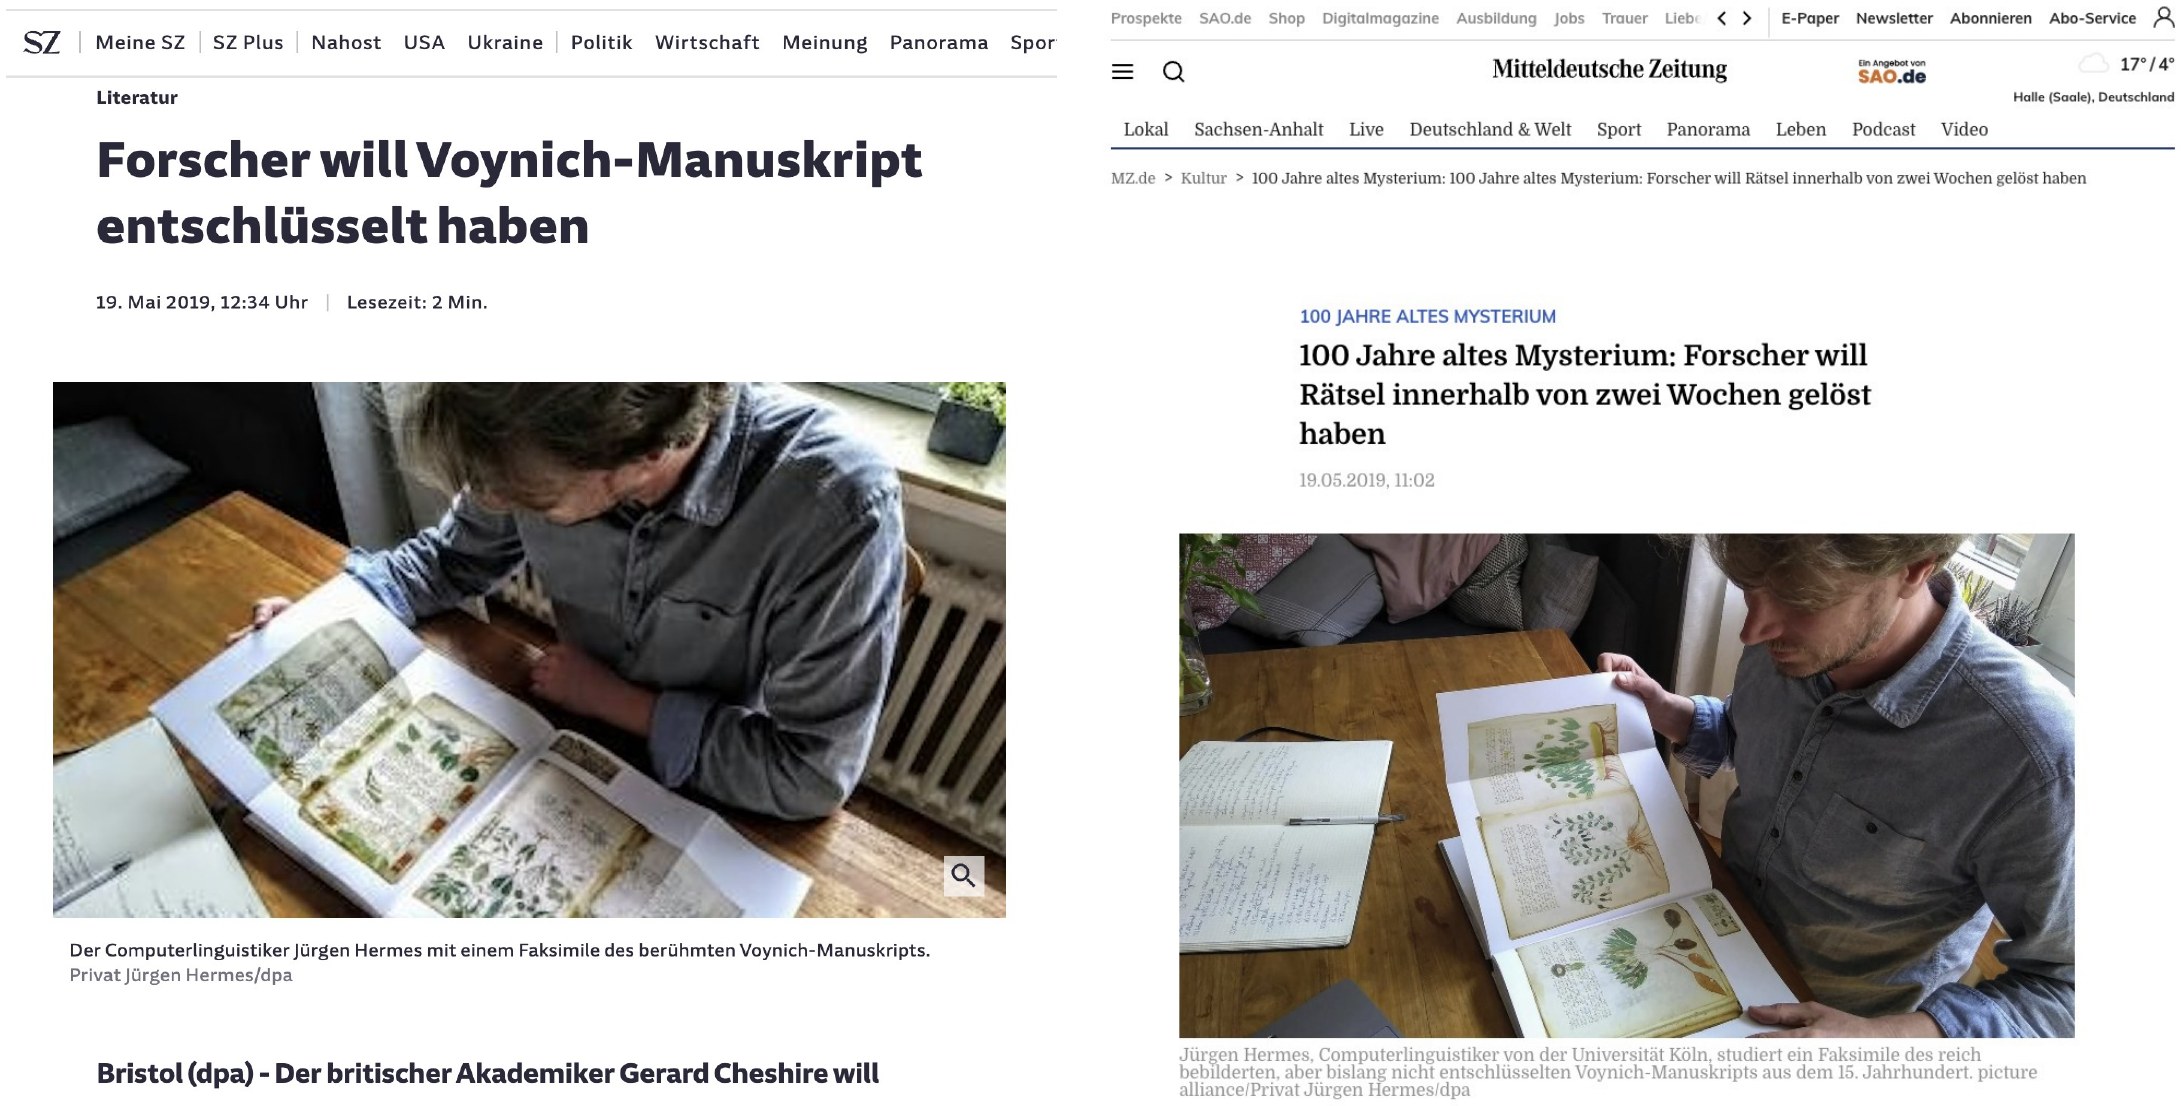 SZ Meine SZ SZ Plus Nahost USA Ukraine Politik Wirtschaft Meinung Panorama Spor
Literatur
Forscher will Voynich-Manuskript
entschlüsselt haben
19. Mai 2019, 12:34 Uhr | Lesezeit: 2 Min.
Der Computerlinguistiker Jürgen Hermes mit einem Faksimile des berühmten Voynich-Manuskripts.
Privat Jürgen Hermes/dpa
Bristol (dpa) - Der britischer Akademiker Gerard Cheshire will
Prospekte SAO.de Shop Digitalmagazine Ausbildung Jobs Trauer Liebe E-Paper Newsletter Abonnieren Abo-Service
Mitteldeutsche Zeitung
Ein Angebot von
SAO.de
17°/4°
Halle (Saale), Deutschland
Lokal Sachsen-Anhalt Live Deutschland & Welt Sport Panorama Leben Podcast Video
MZ.de > Kultur > 100 Jahre altes Mysterium: 100 Jahre altes Mysterium: Forscher will Rätsel innerhalb von zwei Wochen gelöst haben
100 JAHRE ALTES MYSTERIUM
100 Jahre altes Mysterium: Forscher will
Rätsel innerhalb von zwei Wochen gelöst
haben
19.05.2019, 11:02
Jürgen Hermes, Computerlinguistiker von der Universität Köln, studiert ein Faksimile des reich
bebilderten, aber bislang nicht entschlüsselten Voynich-Manuskripts aus dem 15. Jahrhundert. picture
alliance/Privat Jürgen Hermes/dpa